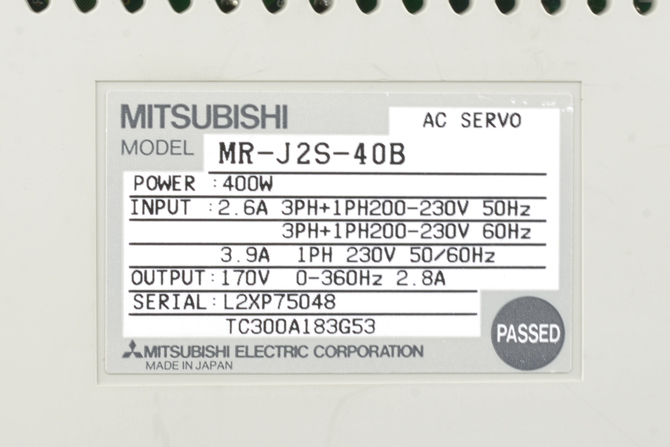 MITSUBISHI
AC SERVO
MODEL MR-J2S-40B
POWER : 400W
INPUT : 2.6A 3PH+1PH200-230V 50Hz
3PH+1PH200-230V 60Hz
3.9A 1PH 230V 50/60Hz
OUTPUT: 170V 0-360Hz 2.8A
SERIAL: L2XP75048
TC300A183G53
PASSED
MITSUBISHI ELECTRIC CORPORATION
MADE IN JAPAN